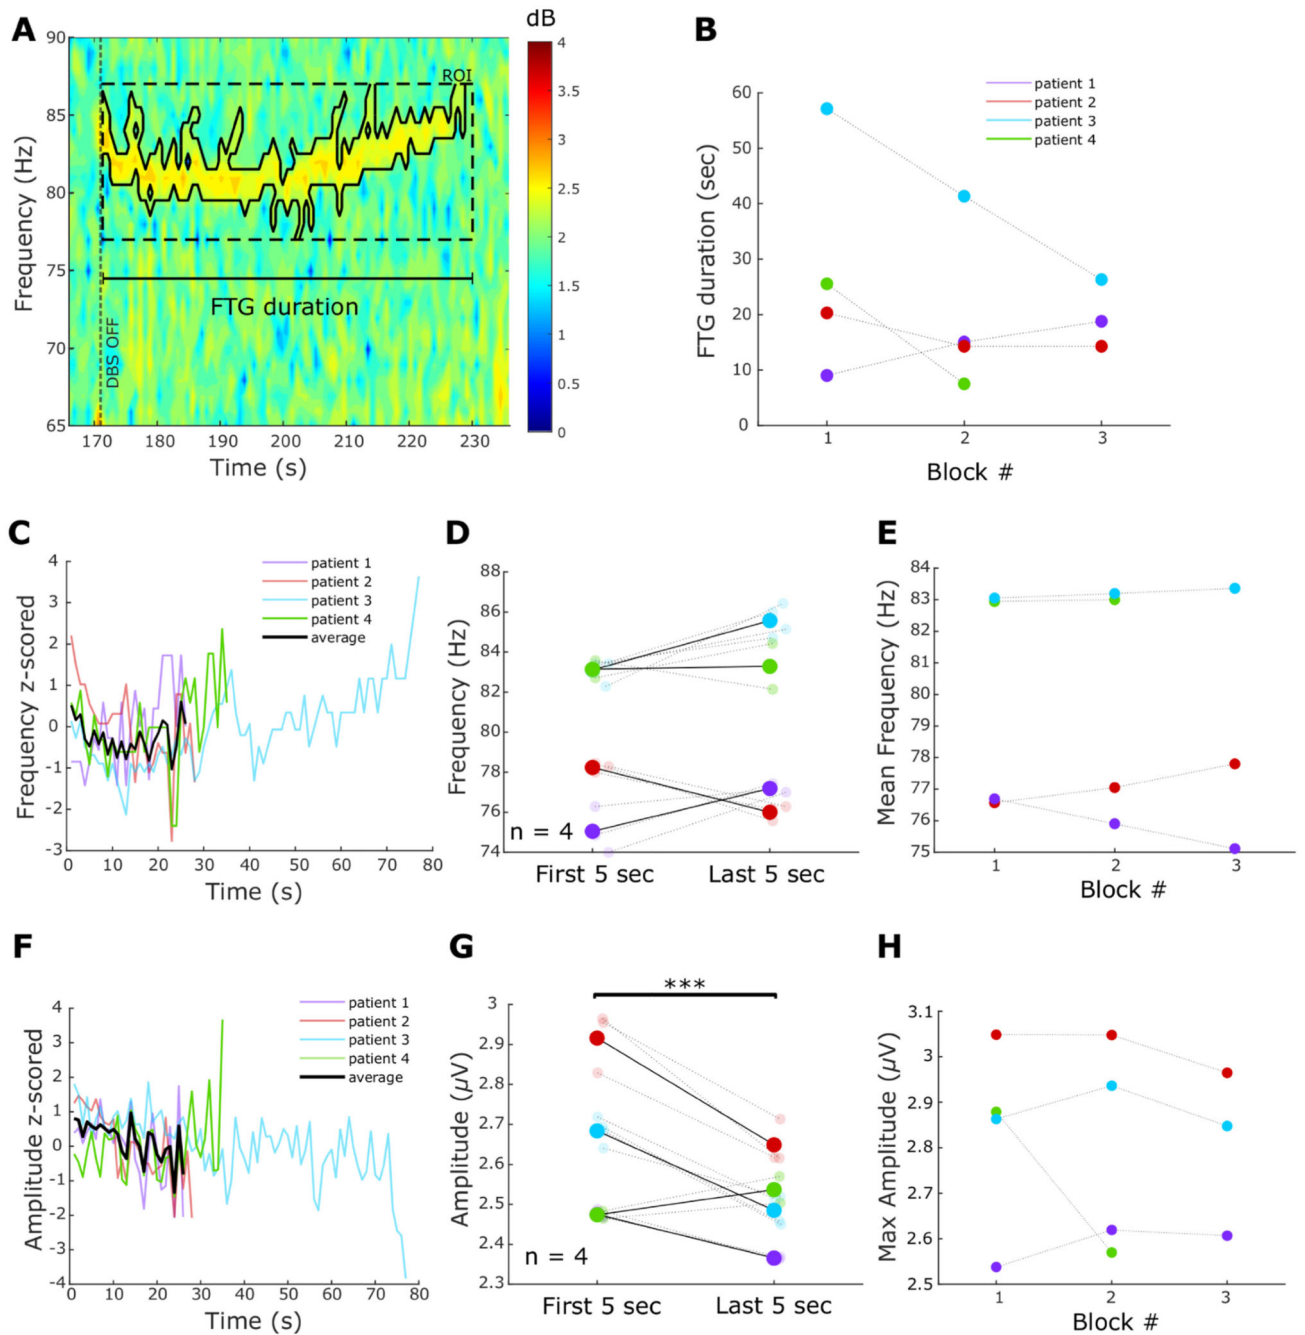 A
dB
Frequency (Hz)
90
85
80
75
70
65
ROI
FTG duration
DBS OFF
170 180 190 200 210 220 230
Time (s)
4
3.5
3
2.5
2
1.5
1
0.5
0
B
patient 1
patient 2
patient 3
patient 4
FTG duration (sec)
60
50
40
30
20
10
0
1 2 3
Block #
C
patient 1
patient 2
patient 3
patient 4
average
Frequency z-scored
4
3
2
1
0
-1
-2
-3
0 10 20 30 40 50 60 70 80
Time (s)
D
Frequency (Hz)
88
86
84
82
80
78
76
74
n = 4
First 5 sec Last 5 sec
E
Mean Frequency (Hz)
84
83
82
80
79
78
77
76
75
1 2 3
Block #
F
patient 1
patient 2
patient 3
patient 4
average
Amplitude z-scored
4
3
2
1
0
-1
-2
-3
-4
0 10 20 30 40 50 60 70 80
Time (s)
G
***
Amplitude (µV)
3
2.9
2.8
2.7
2.6
2.5
2.4
2.3
n = 4
First 5 sec Last 5 sec
H
Max Amplitude (µV)
3.1
3
2.9
2.8
2.7
2.6
2.5
1 2 3
Block #